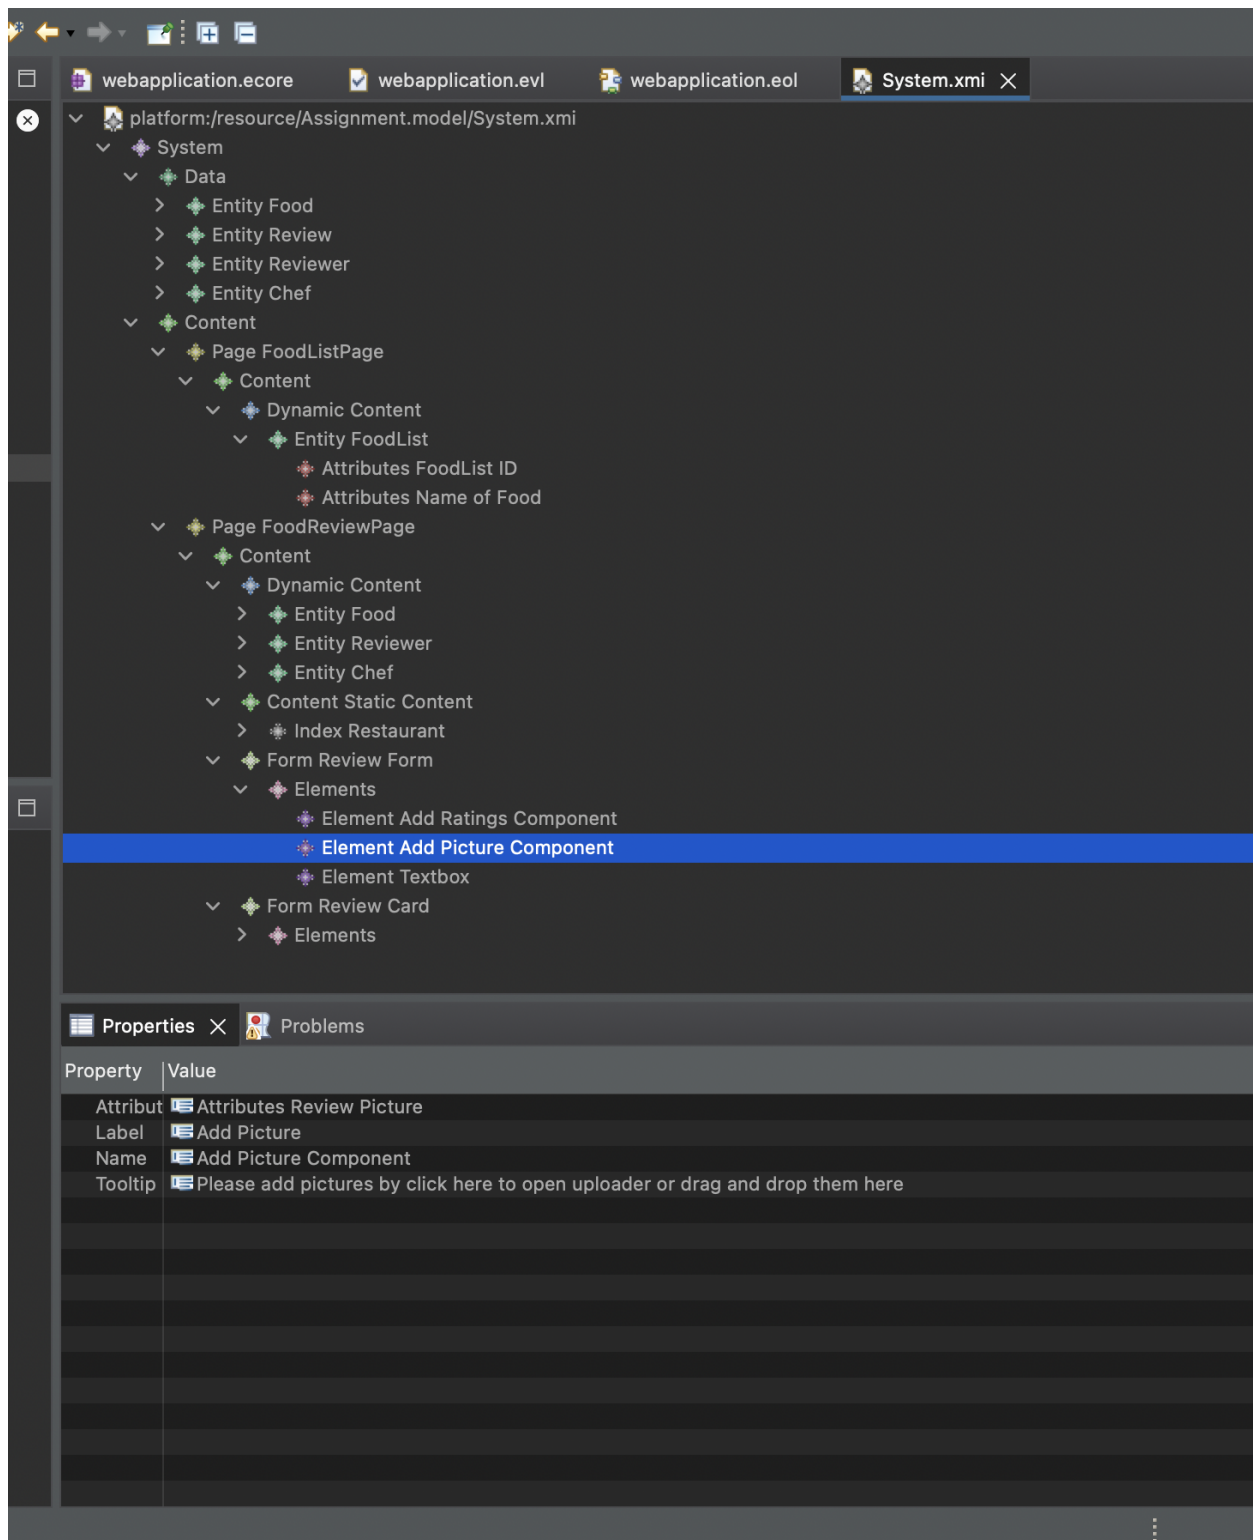 webapplication.ecore webapplication.evl webapplication.eol System.xmi
platform:/resource/Assignment.model/System.xmi
System
Data
Entity Food
Entity Review
Entity Reviewer
Entity Chef
Content
Page FoodListPage
Content
Dynamic Content
Entity FoodList
Attributes FoodList ID
Attributes Name of Food
Page FoodReviewPage
Content
Dynamic Content
Entity Food
Entity Reviewer
Entity Chef
Content Static Content
Index Restaurant
Form Review Form
Elements
Element Add Ratings Component
Element Add Picture Component
Element Textbox
Form Review Card
Elements
Properties Problems
Property Value
Attribut Attributes Review Picture
Label Add Picture
Name Add Picture Component
Tooltip Please add pictures by click here to open uploader or drag and drop them here